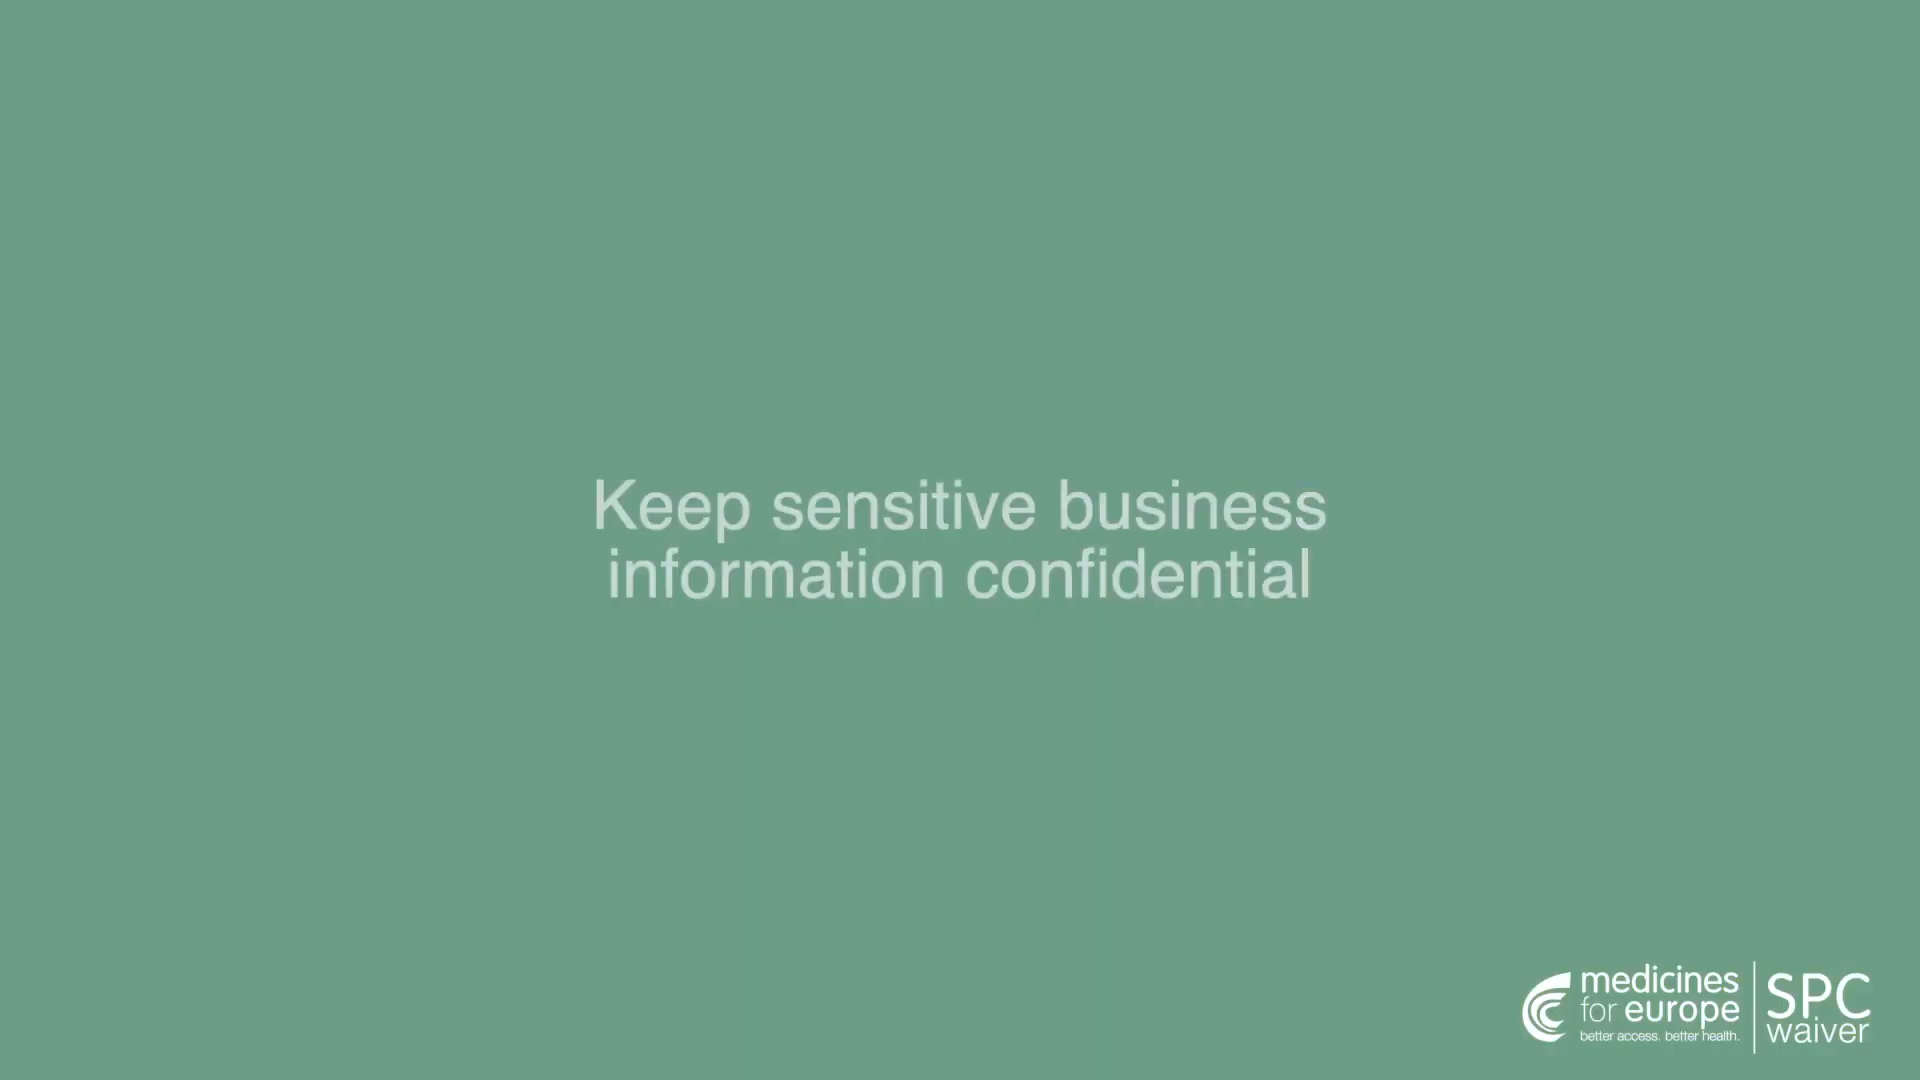 Keep sensitive business
information confidential
medicines
for europe
better access. better health.
SPC
waiver